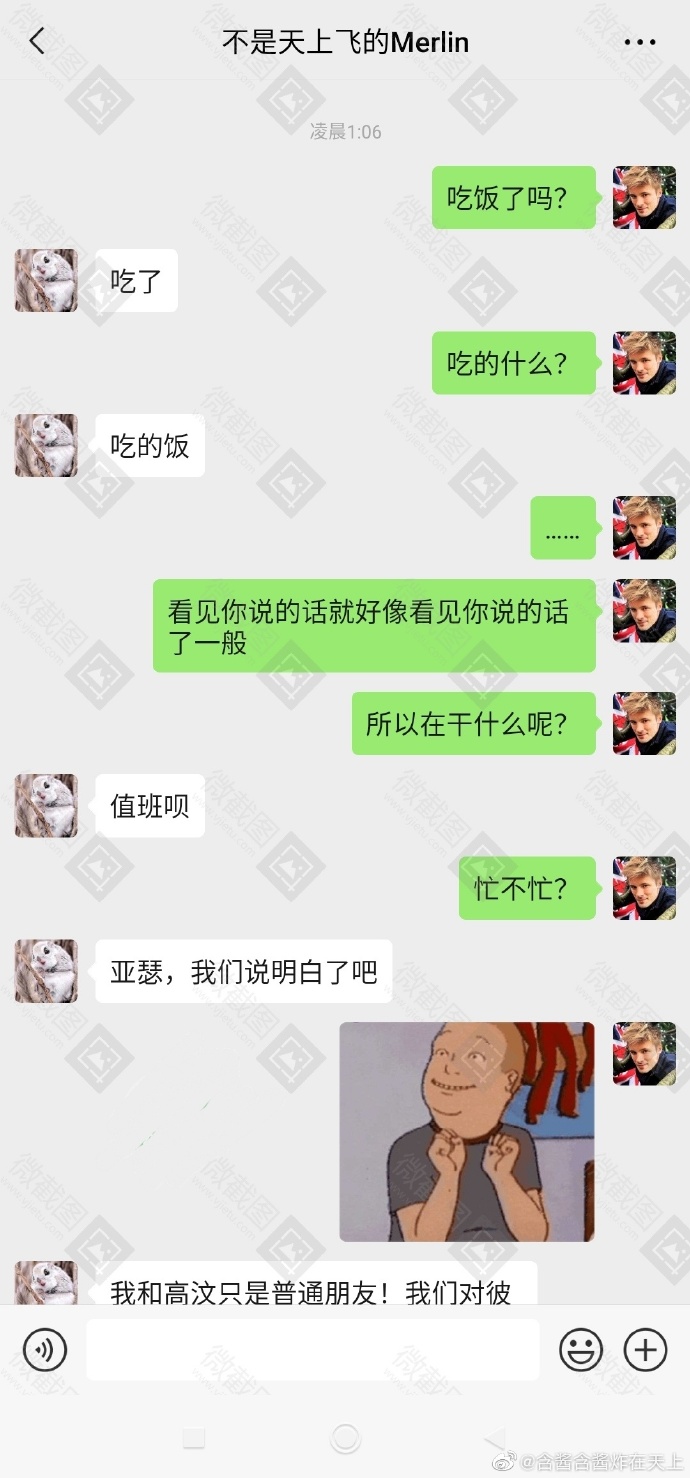 不是天上飞的Merlin
凌晨1:06
吃饭了吗？
吃了
吃的什么？
吃的饭
……
看见你说的话就好像看见你说的话
了一般
所以在干什么呢？
值班呗
忙不忙？
亚瑟，我们说明白了吧
我和高汶只是普通朋友！我们对彼
微截图
@含酱含酱炸在天上